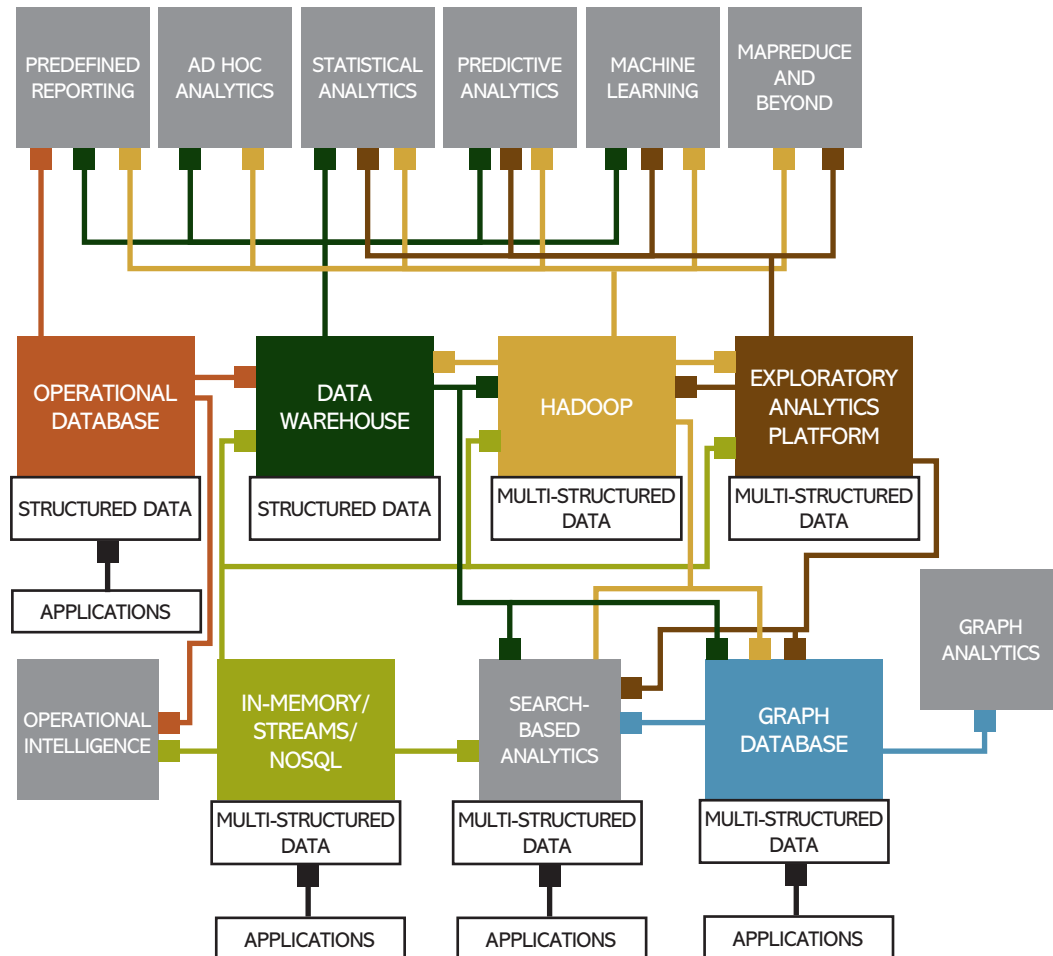 PREDEFINED
REPORTING
AD HOC
ANALYTICS
STATISTICAL
ANALYTICS
PREDICTIVE
ANALYTICS
MACHINE
LEARNING
MAPREDUCE
AND
BEYOND
OPERATIONAL
DATABASE
DATA
WAREHOUSE
HADOOP
EXPLORATORY
ANALYTICS
PLATFORM
STRUCTURED DATA
STRUCTURED DATA
MULTI-STRUCTURED
DATA
MULTI-STRUCTURED
DATA
APPLICATIONS
GRAPH
ANALYTICS
OPERATIONAL
INTELLIGENCE
IN-MEMORY/
STREAMS/
NOSQL
SEARCH-
BASED
ANALYTICS
GRAPH
DATABASE
MULTI-STRUCTURED
DATA
MULTI-STRUCTURED
DATA
MULTI-STRUCTURED
DATA
APPLICATIONS
APPLICATIONS
APPLICATIONS